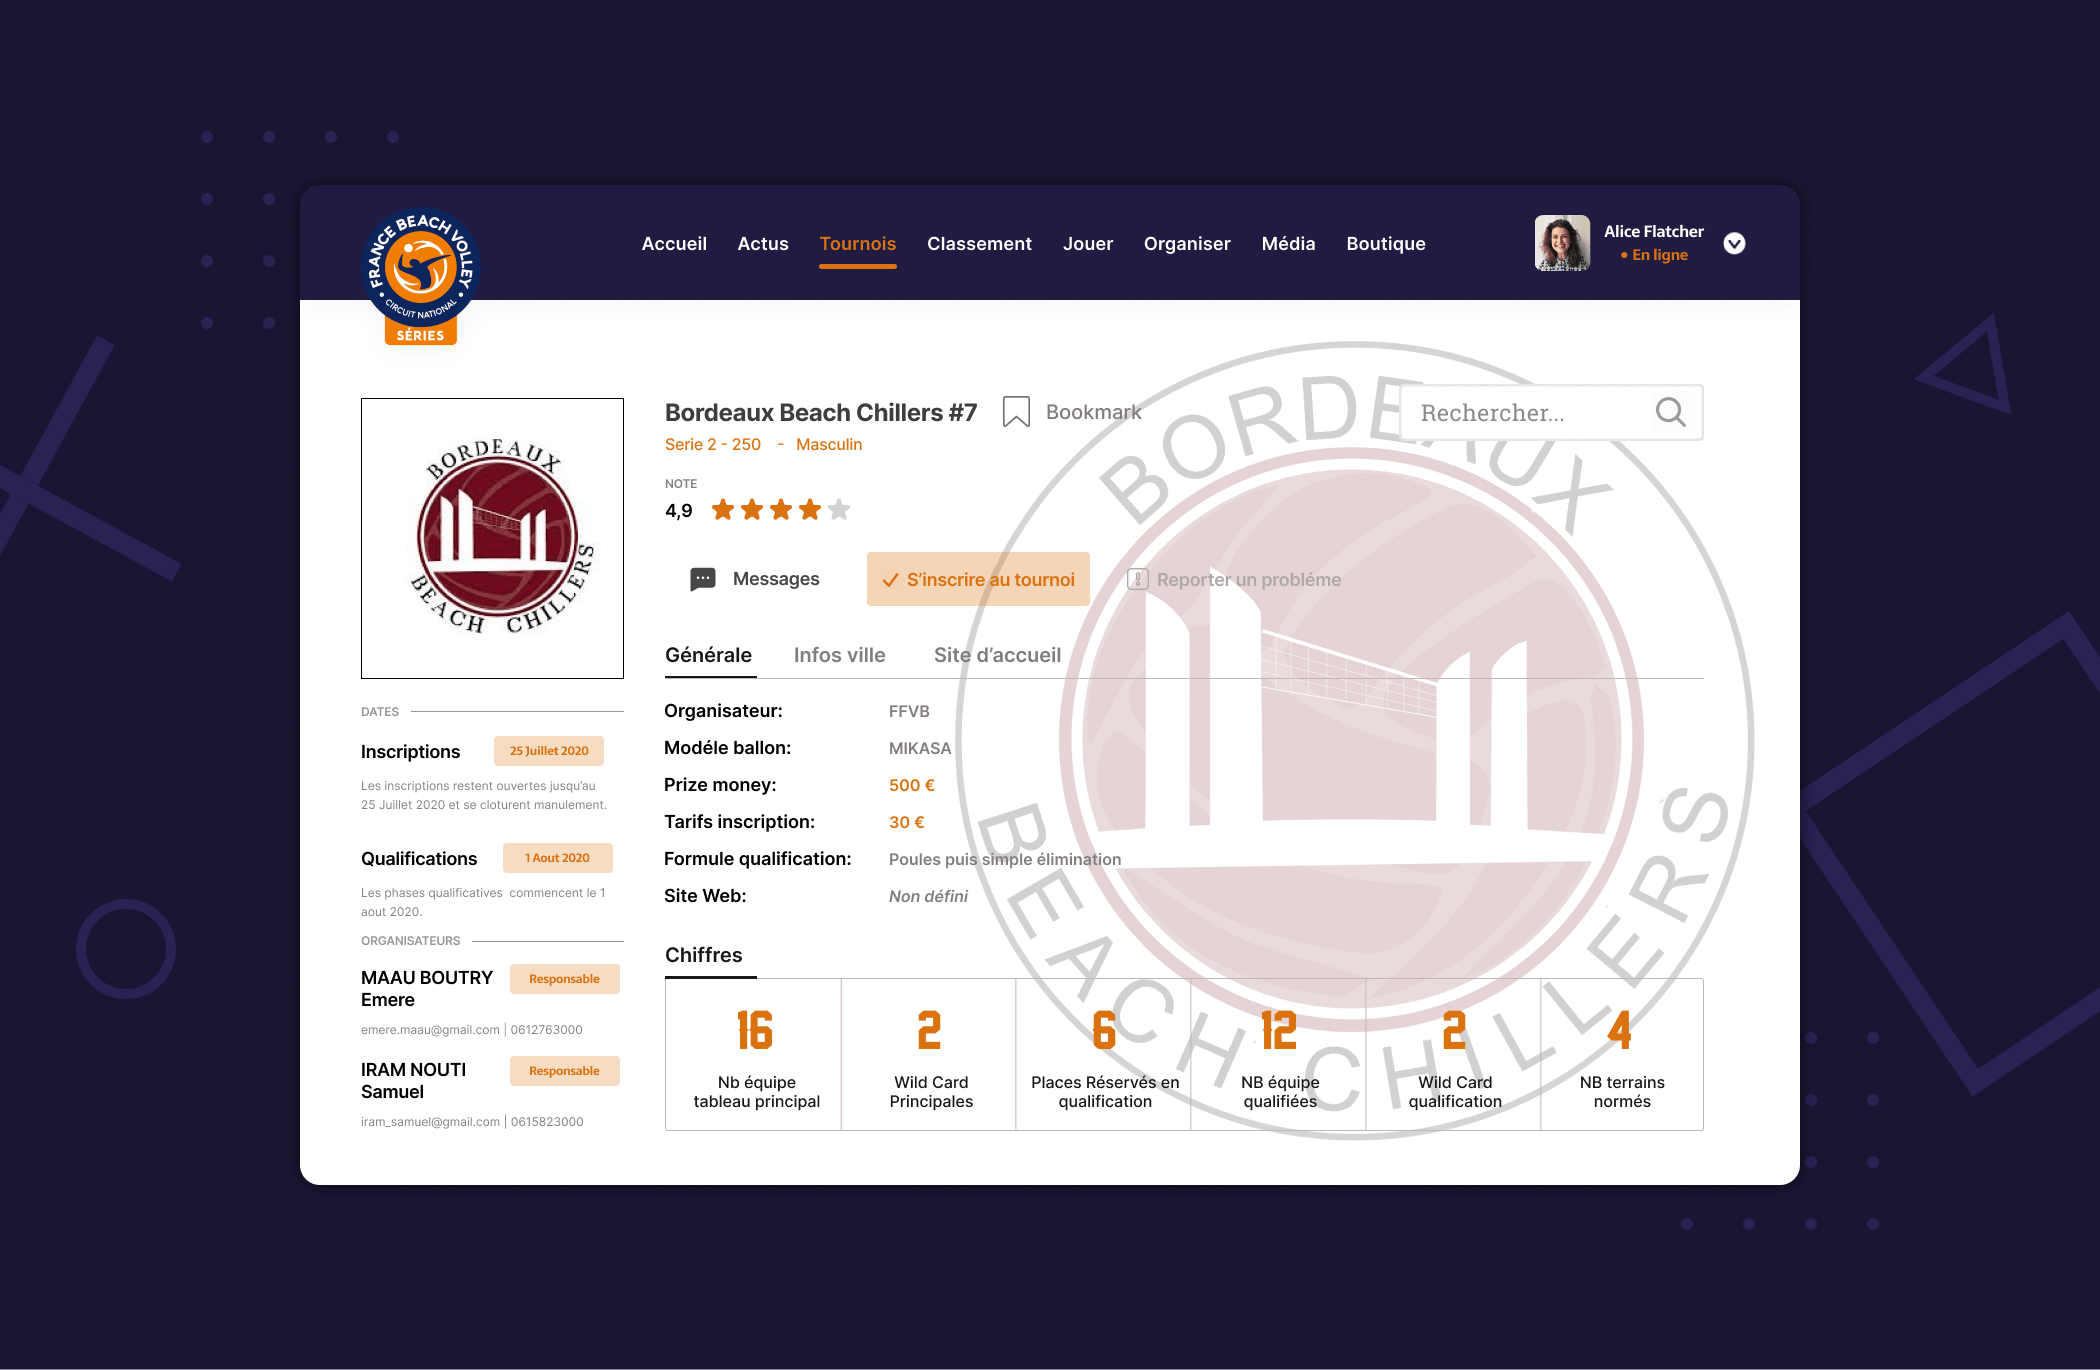 FRANCE BEACH VOLLEY
CIRCUIT NATIONAL
SÉRIES
Accueil
Actus
Tournois
Classement
Jouer
Organiser
Média
Boutique
Alice Flatcher
• En ligne
BORDEAUX
BEACH CHILLERS
Bordeaux Beach Chillers #7
Bookmark
Rechercher...
Serie 2 - 250 - Masculin
NOTE
4,9
Messages
S'inscrire au tournoi
Reporter un probléme
Générale
Infos ville
Site d'accueil
Organisateur: FFVB
Modéle ballon: MIKASA
Prize money: 500 €
Tarifs inscription: 30 €
Formule qualification: Poules puis simple élimination
Site Web: Non défini
DATES
Inscriptions
25 Juillet 2020
Les inscriptions restent ouvertes jusqu'au
25 Juillet 2020 et se cloturent manulement.
Qualifications
1 Aout 2020
Les phases qualificatives commencent le 1
aout 2020.
ORGANISATEURS
MAAU BOUTRY
Emere
Responsable
emere.maau@gmail.com | 0612763000
IRAM NOUTI
Samuel
Responsable
iram_samuel@gmail.com | 0615823000
Chiffres
16
Nb équipe
tableau principal
2
Wild Card
Principales
6
Places Réservés en
qualification
12
NB équipe
qualifiées
2
Wild Card
qualification
4
NB terrains
normés
BORDEAUX
BEACH CHILLERS